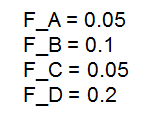 F_A = 0.05
F_B = 0.1
F_C = 0.05
F_D = 0.2